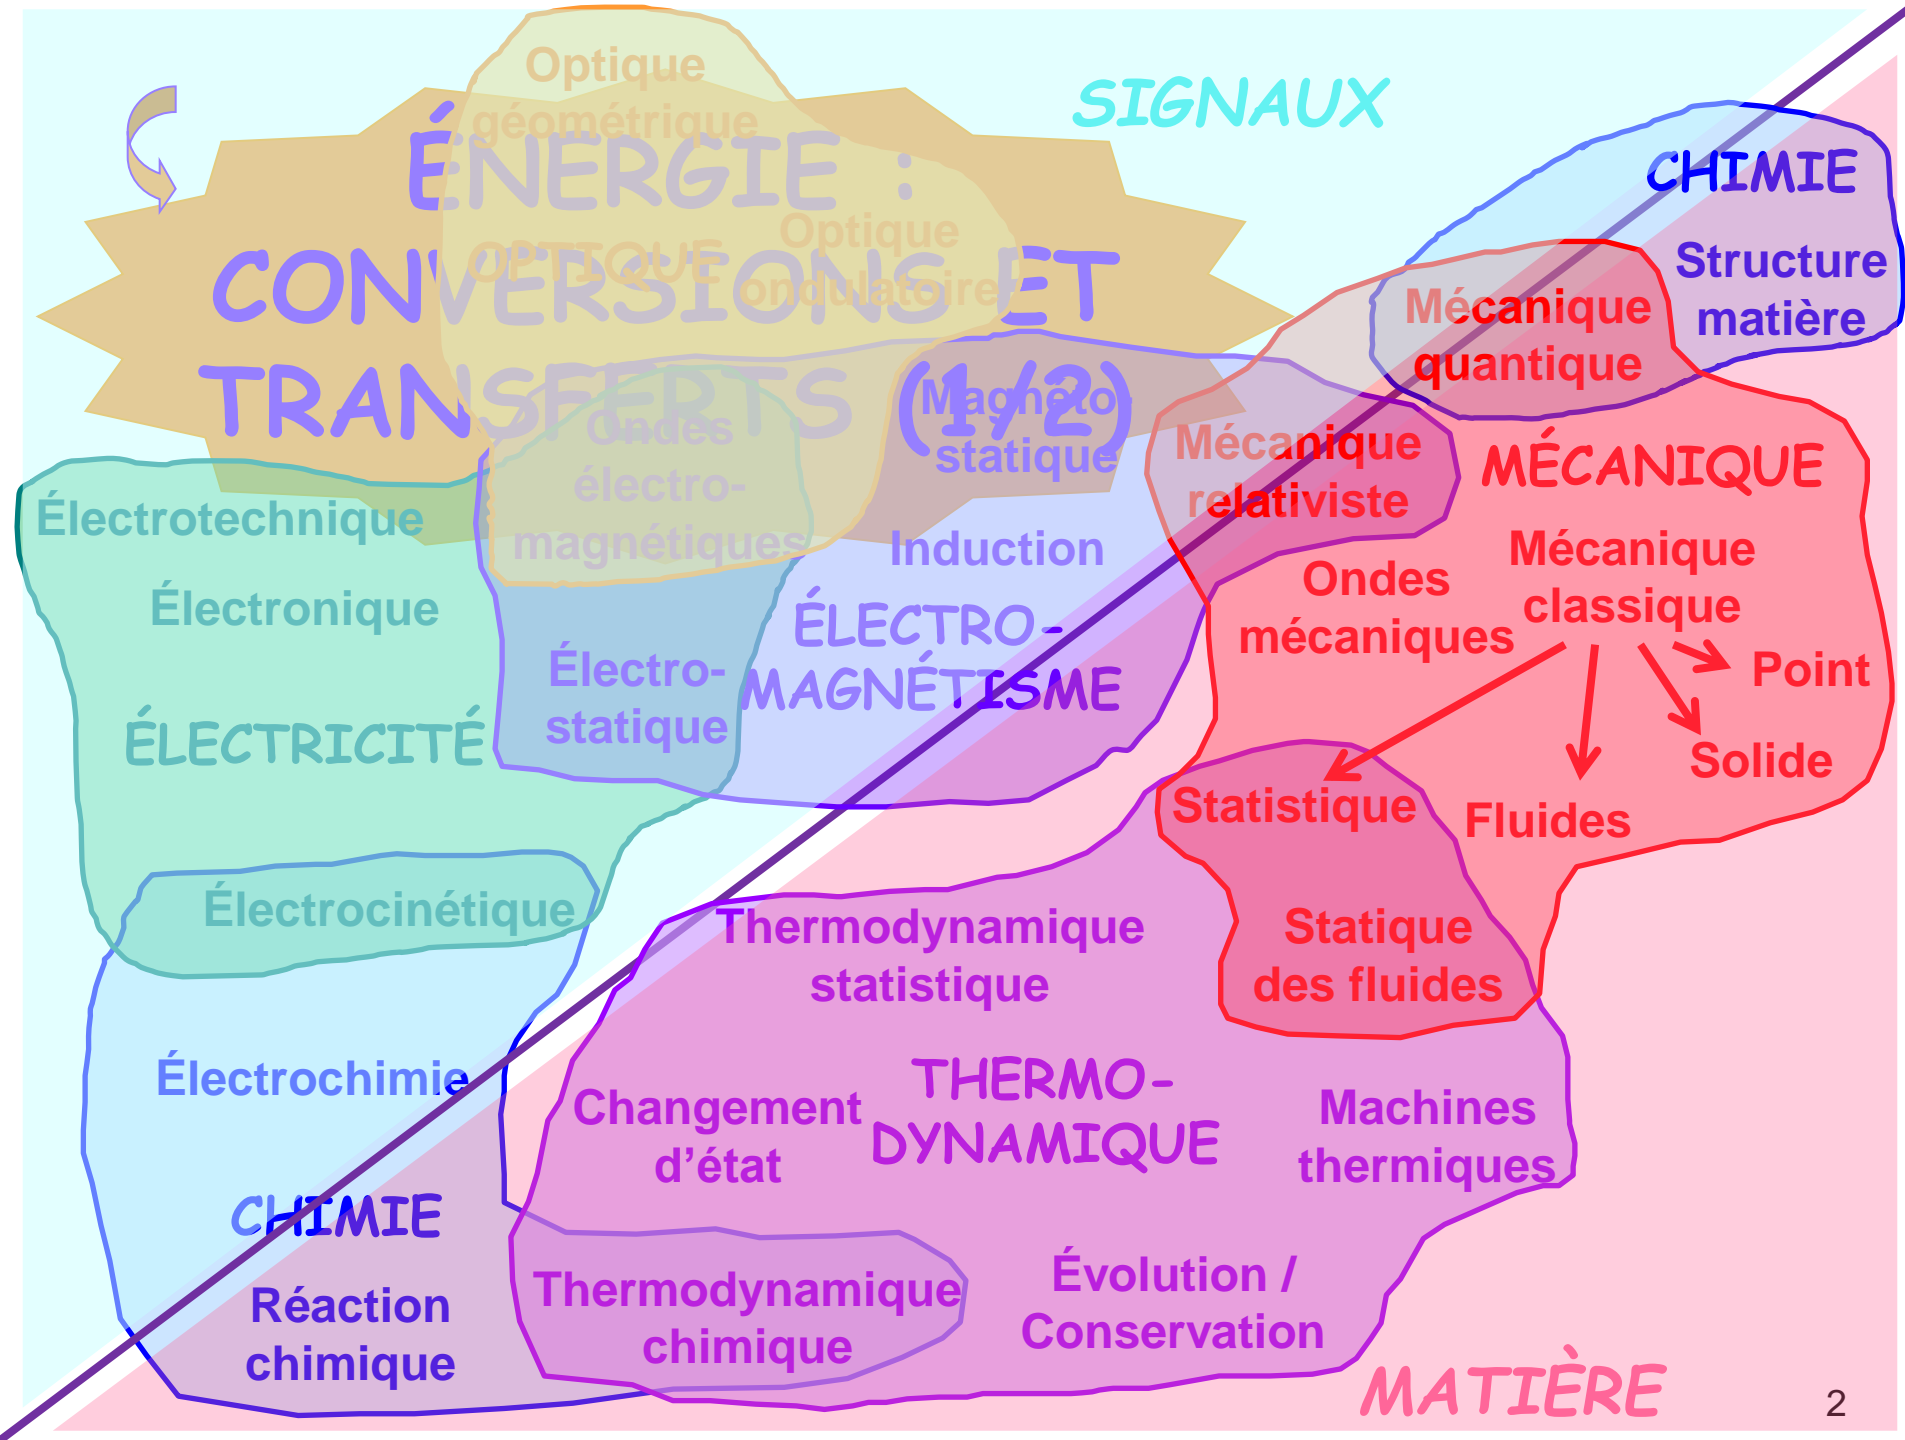 Optique
géométrique
SIGNAUX
ÉNERGIE :
CONVERSIONS ET
TRANSFERTS (1/2)
OPTIQUE
Optique
ondulatoire
CHIMIE
Structure
matière
Mécanique
quantique
Ondes
électro-
magnétiques
Magnéto-
statique
Mécanique
relativiste
MÉCANIQUE
Électrotechnique
Électronique
ÉLECTRICITÉ
Électrocinétique
Induction
ÉLECTRO-
MAGNÉTISME
Électro-
statique
Ondes
mécaniques
Mécanique
classique
Point
Solide
Fluides
Statistique
Statique
des fluides
Thermodynamique
statistique
THERMO-
DYNAMIQUE
Changement
d’état
Machines
thermiques
Électrochimie
CHIMIE
Réaction
chimique
Thermodynamique
chimique
Évolution /
Conservation
MATIÈRE
2